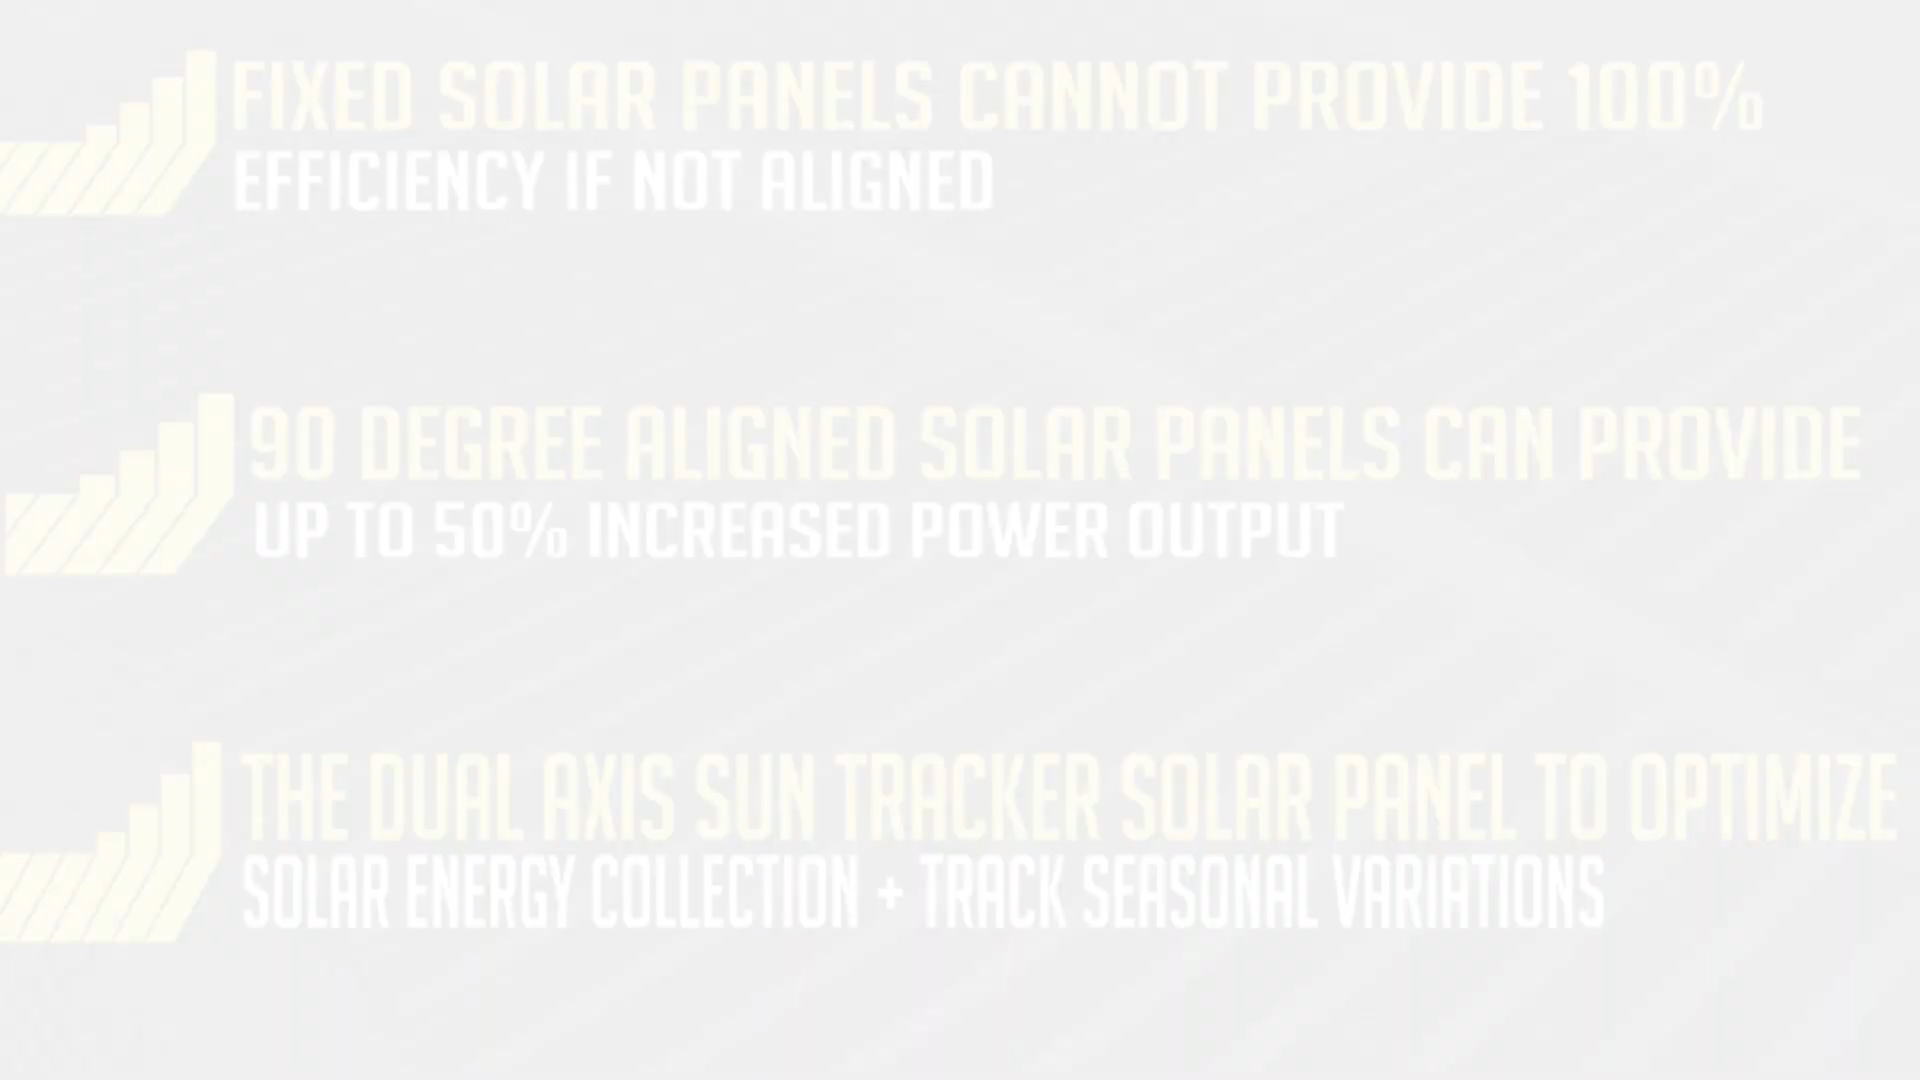 FIXED SOLAR PANELS CANNOT PROVIDE 100%
EFFICIENCY IF NOT ALIGNED
90 DEGREE ALIGNED SOLAR PANELS CAN PROVIDE
UP TO 50% INCREASED POWER OUTPUT
THE DUAL AXIS SUN TRACKER SOLAR PANEL TO OPTIMIZE
SOLAR ENERGY COLLECTION + TRACK SEASONAL VARIATIONS